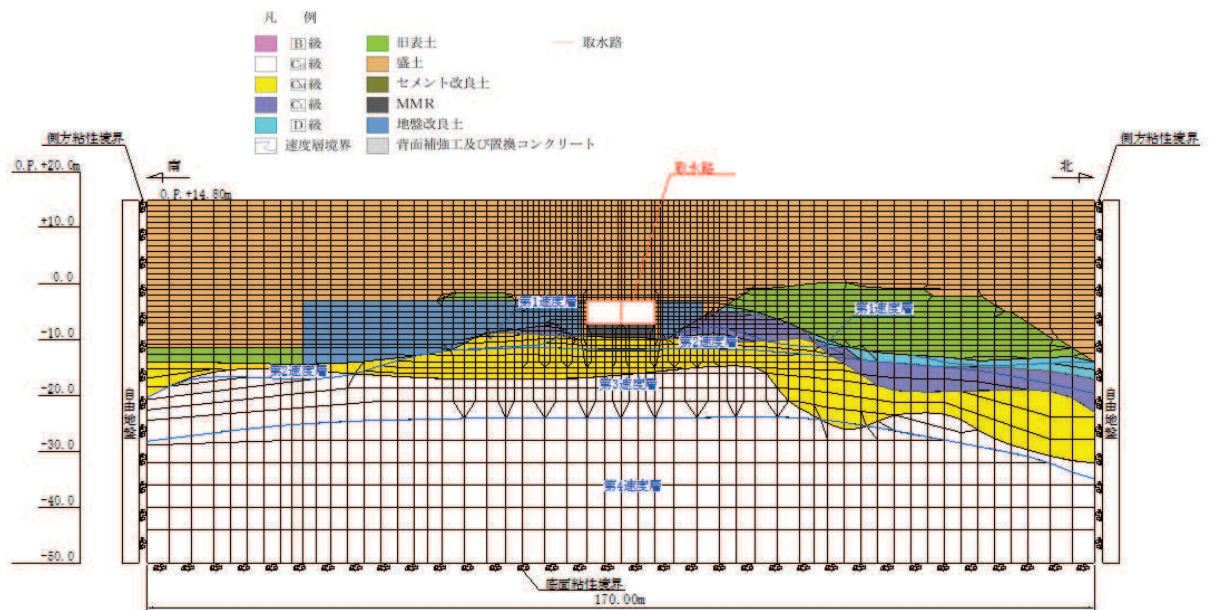 凡 例
B級
CH級
CM級
CL級
D級
速度層境界
旧表土
盛土
セメント改良土
MMR
地盤改良土
背面補強工及び置換コンクリート
取水路
側方粘性境界
側方粘性境界
O.P.+20.0m
南
取水路
北
O.P.+14.80m
+10.0
0.0
-10.0
-20.0
-30.0
-40.0
-50.0
自由地盤
自由地盤
第1速度層
第1速度層
第2速度層
第2速度層
第3速度層
第4速度層
底面粘性境界
170.00m